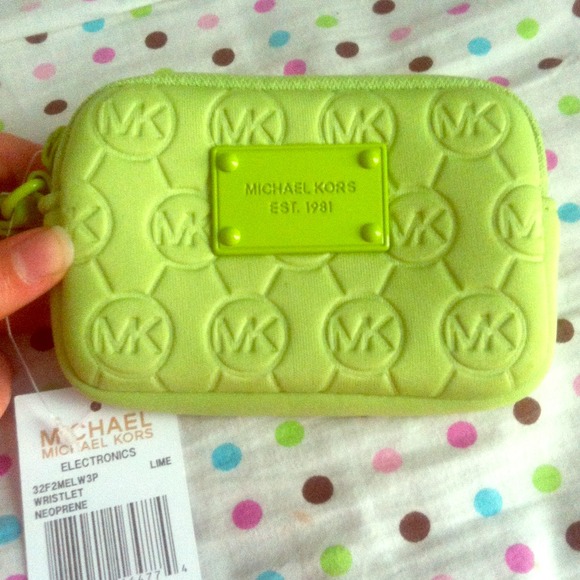 MK MK MK MK
MICHAEL KORS
EST. 1981
MK MK MK M
MK MK MK MK
MICHAEL
MICHAEL KORS
ELECTRONICS
LIME
32F2MELW3P
WRISTLET
NEOPRENE